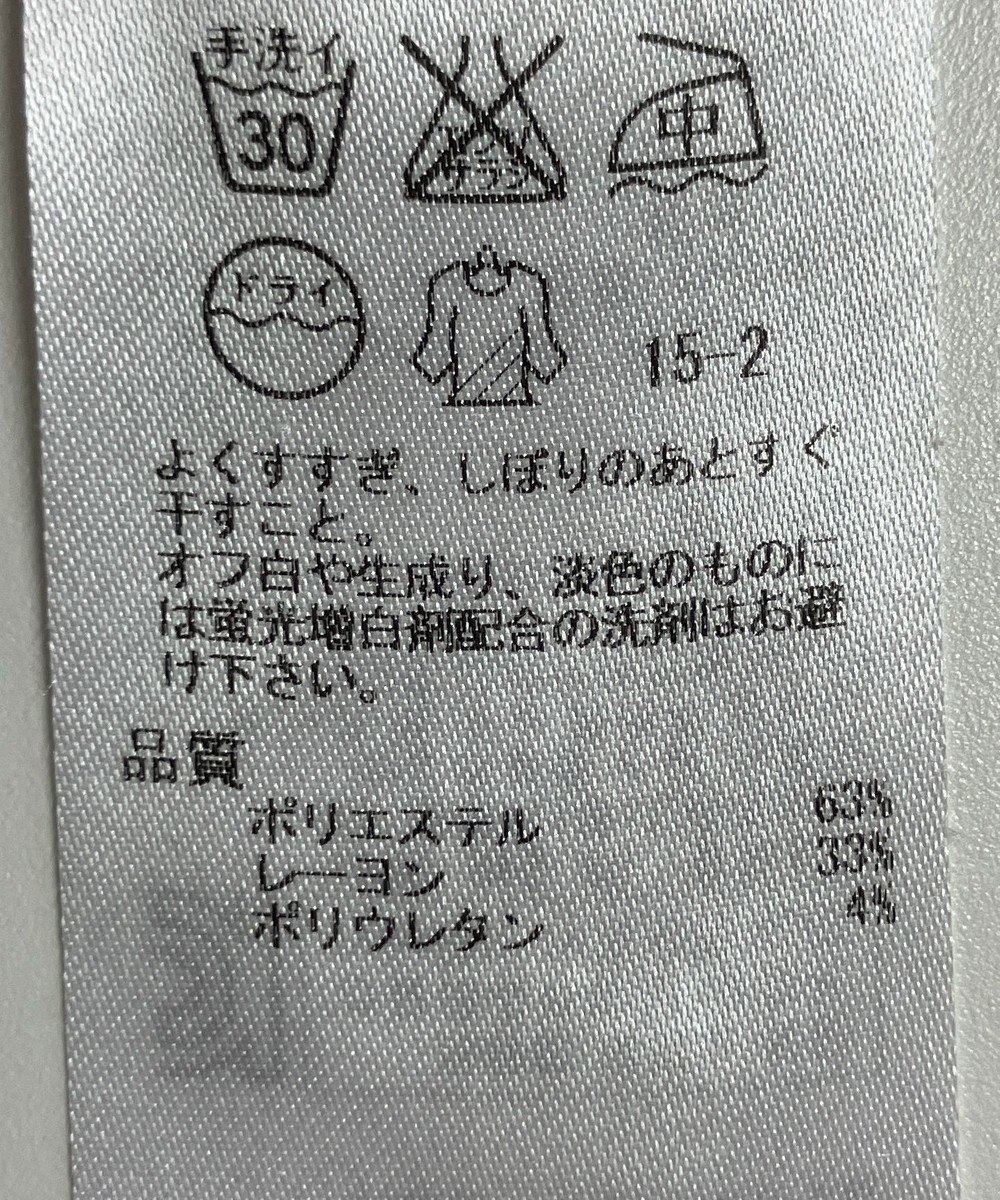 手洗イ
30
エンソ
サラシ
中
ドライ
15-2
よくすすぎ、しぼりのあとすぐ
干すこと。
オフ白や生成り、淡色のものに
は蛍光増白剤配合の洗剤はお避
け下さい。
品質
ポリエステル 63%
レーヨン 33%
ポリウレタン 4%